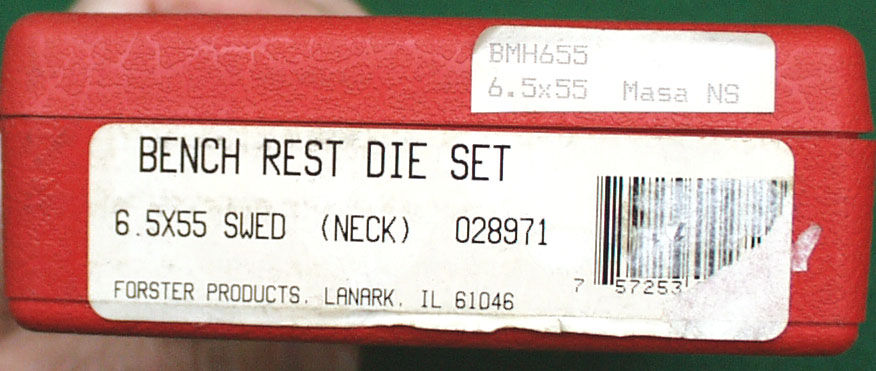 BMH655
6.5x55 Masa NS
BENCH REST DIE SET
6.5X55 SWED (NECK) 028971
7 57253
FORSTER PRODUCTS, LANARK, IL 61046